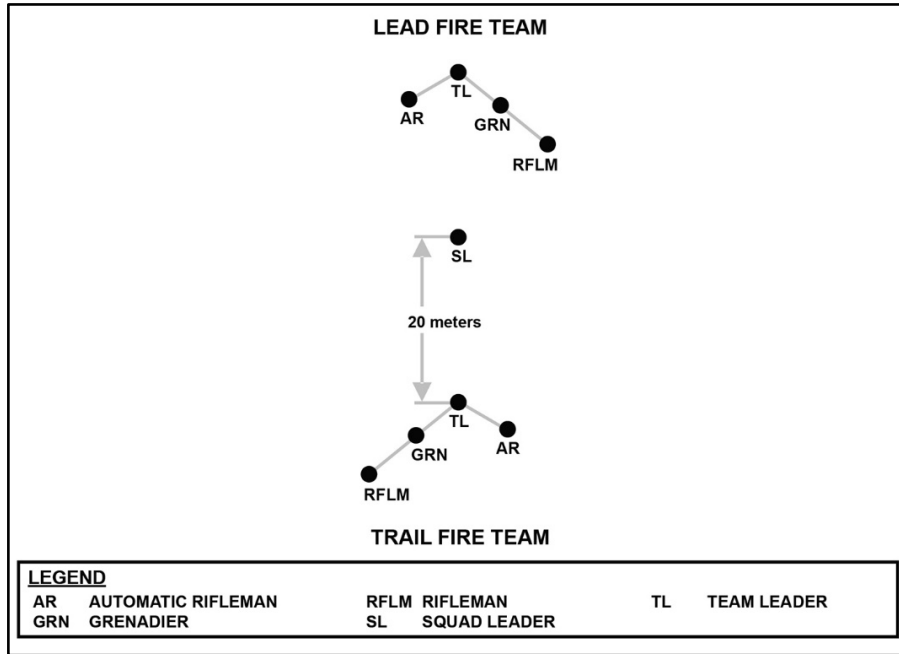 LEAD FIRE TEAM
TL
AR
GRN
RFLM
SL
20 meters
TL
GRN
AR
RFLM
TRAIL FIRE TEAM
LEGEND
AR AUTOMATIC RIFLEMAN RFLM RIFLEMAN TL TEAM LEADER
GRN GRENADIER SL SQUAD LEADER